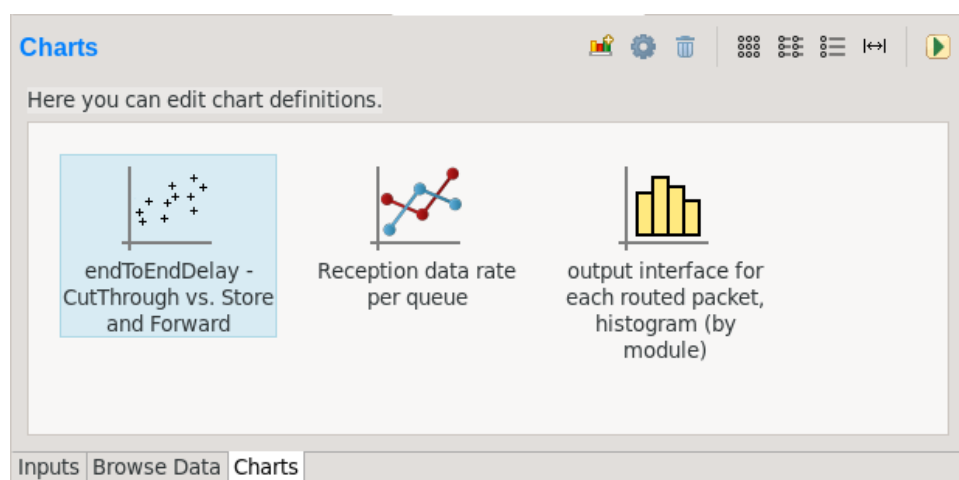 Charts
Here you can edit chart definitions.
endToEndDelay -
CutThrough vs. Store
and Forward
Reception data rate
per queue
output interface for
each routed packet,
histogram (by
module)
Inputs Browse Data Charts